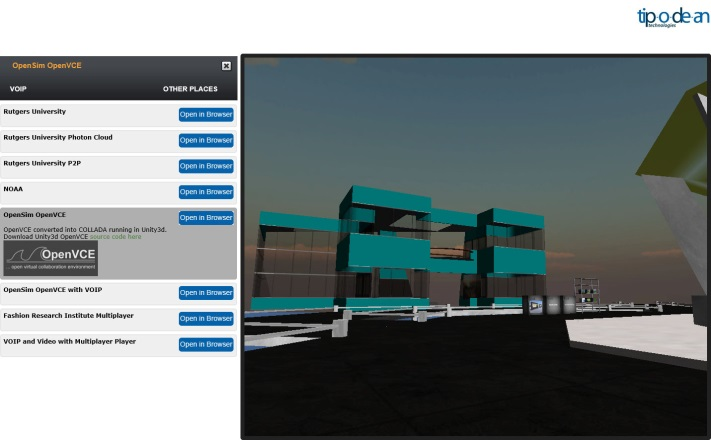 tipodean
technologies
OpenSim OpenVCE
VOIP OTHER PLACES
Rutgers University Open in Browser
Rutgers University Photon Cloud Open in Browser
Rutgers University P2P Open in Browser
NOAA Open in Browser
OpenSim OpenVCE Open in Browser
OpenVCE converted into COLLADA running in Unity3d.
Download Unity3d OpenVCE source code here
OpenVCE
open virtual collaboration environment
OpenSim OpenVCE with VOIP Open in Browser
Fashion Research Institute Multiplayer Open in Browser
VOIP and Video with Multiplayer Player Open in Browser